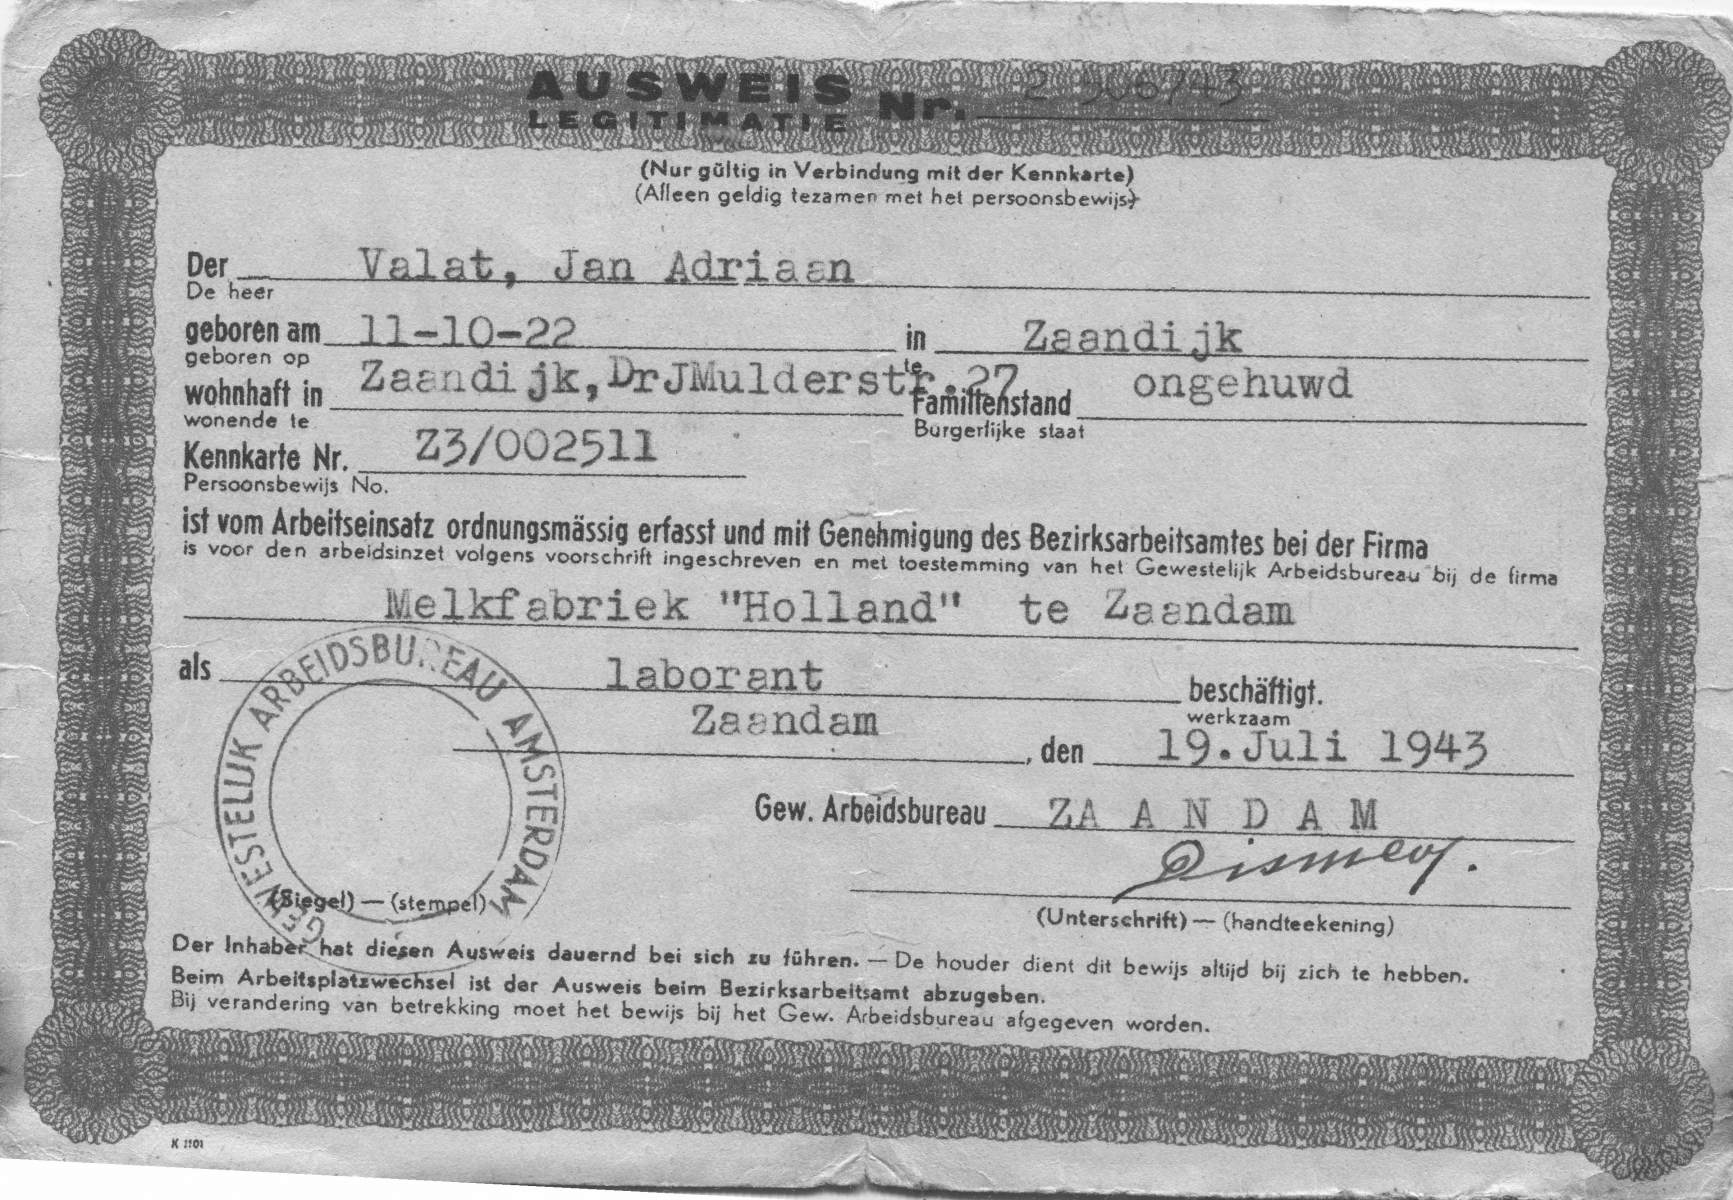 AUSWEIS Nr.
LEGITIMATIE
(Nur gültig in Verbindung mit der Kennkarte)
(Alleen geldig tezamen met het persoonsbewijs)
Der Valat, Jan Adriaan
De heer
geboren am 11-10-22 in Zaandijk
geboren op te
wohnhaft in Zaandijk, DrJMulderstr.27 Familienstand ongehuwd
wonende te Burgerlijke staat
Kennkarte Nr. Z3/002511
Persoonsbewijs No.
ist vom Arbeitseinsatz ordnungsmässig erfasst und mit Genehmigung des Bezirksarbeitsamtes bei der Firma
is voor den arbeidsinzet volgens voorschrift ingeschreven en met toestemming van het Gewestelijk Arbeidsbureau bij de firma
Melkfabriek "Holland" te Zaandam
als laborant beschäftigt.
werkzaam
Zaandam, den 19.Juli 1943
Gew. Arbeidsbureau ZAANDAM
GEWESTELIJK ARBEIDSBUREAU AMSTERDAM
(Siegel) — (stempel)
(Unterschrift) — (handteekening)
Der Inhaber hat diesen Ausweis dauernd bei sich zu führen. — De houder dient dit bewijs altijd bij zich te hebben.
Beim Arbeitsplatzwechsel ist der Ausweis beim Bezirksarbeitsamt abzugeben.
Bij verandering van betrekking moet het bewijs bij het Gew. Arbeidsbureau afgegeven worden.
K 1101